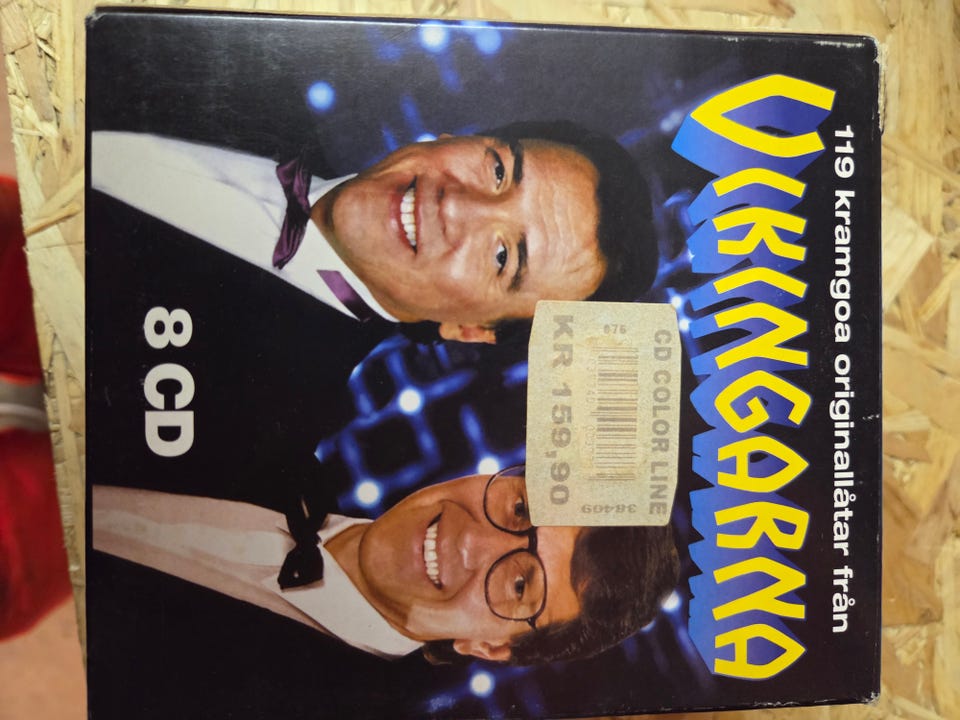 119 kramgoa originallåtar från
VIKINGARNA
CD COLOR LINE
KR 159,90
38409
8 CD